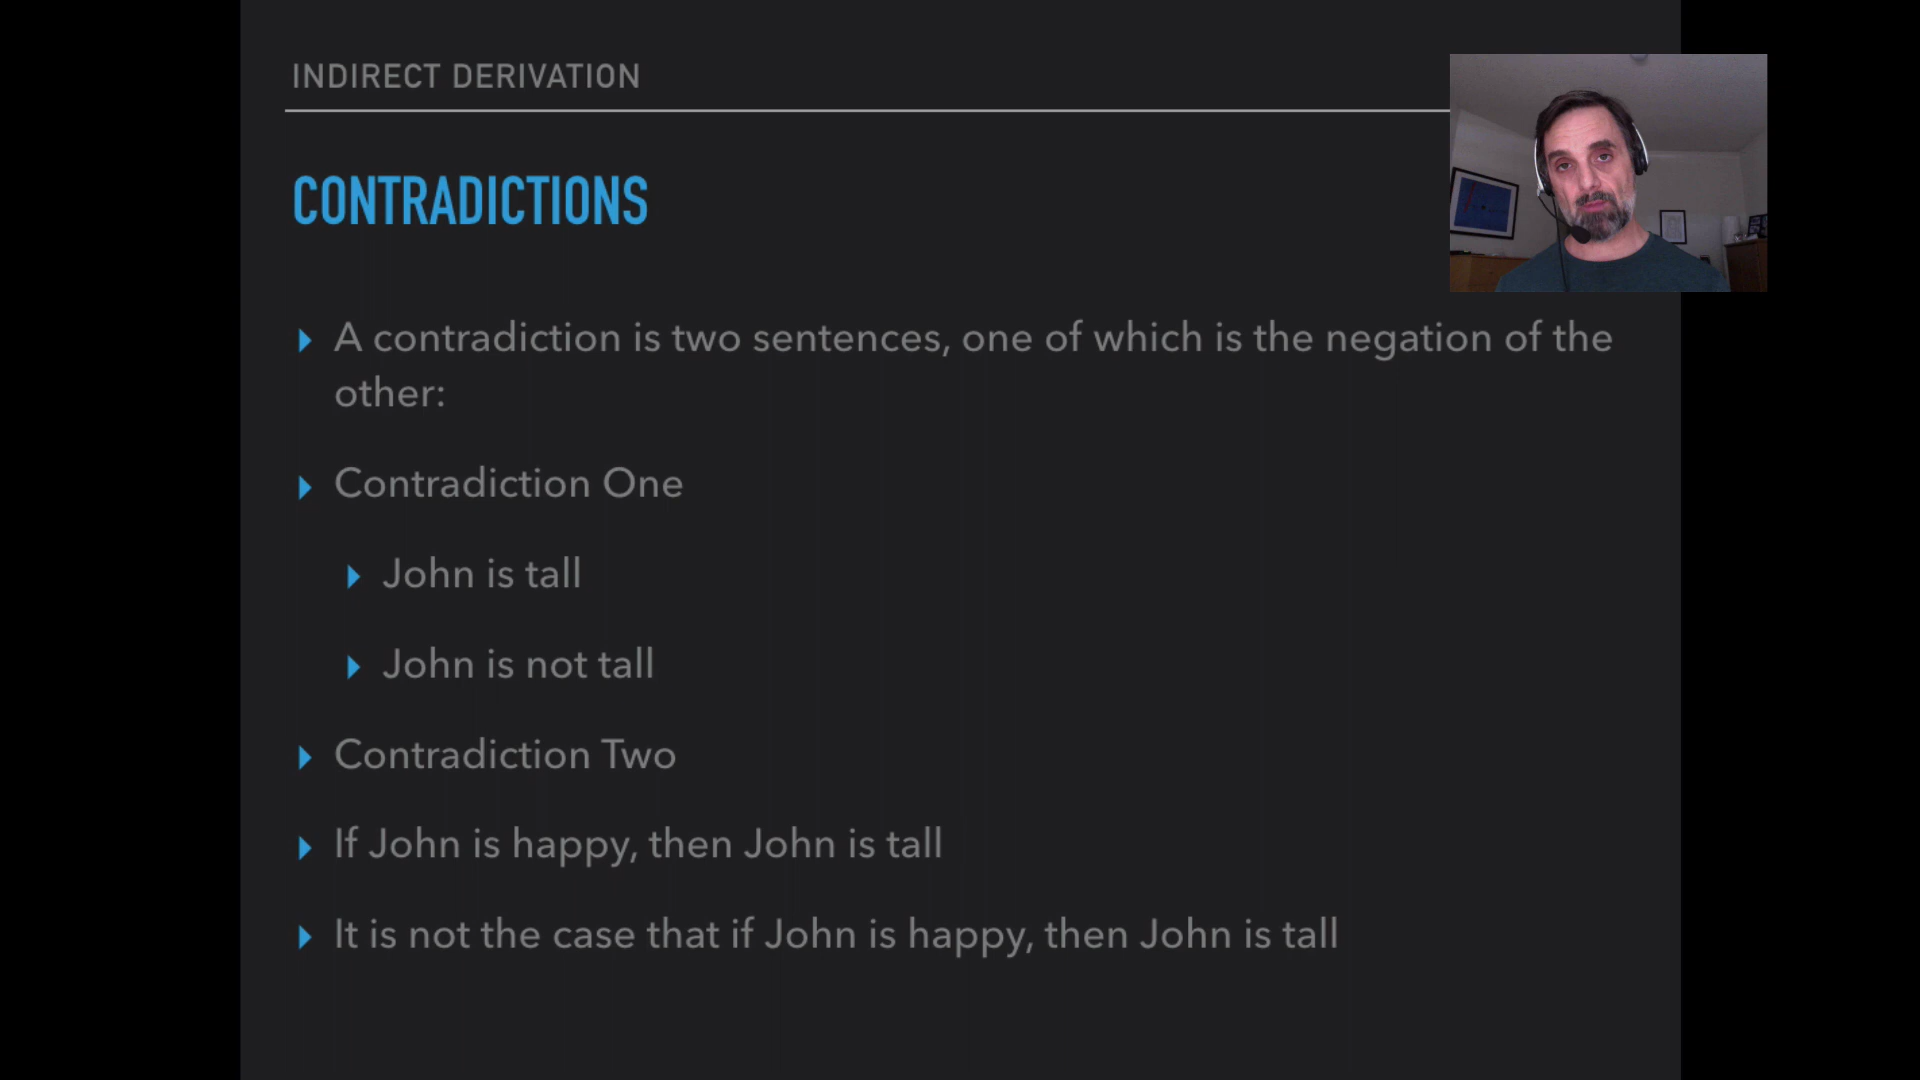 INDIRECT DERIVATION
CONTRADICTIONS
A contradiction is two sentences, one of which is the negation of the
other:
Contradiction One
John is tall
John is not tall
Contradiction Two
If John is happy, then John is tall
It is not the case that if John is happy, then John is tall